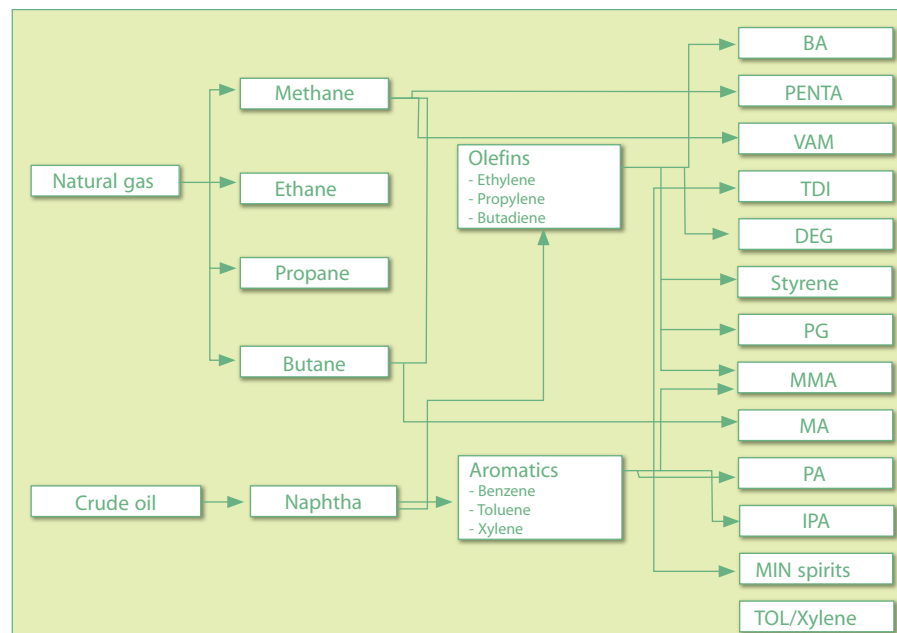 Natural gas
Crude oil
Methane
Ethane
Propane
Butane
Naphtha
Olefins
- Ethylene
- Propylene
- Butadiene
Aromatics
- Benzene
- Toluene
- Xylene
BA
PENTA
VAM
TDI
DEG
Styrene
PG
MMA
MA
PA
IPA
MIN spirits
TOL/Xylene